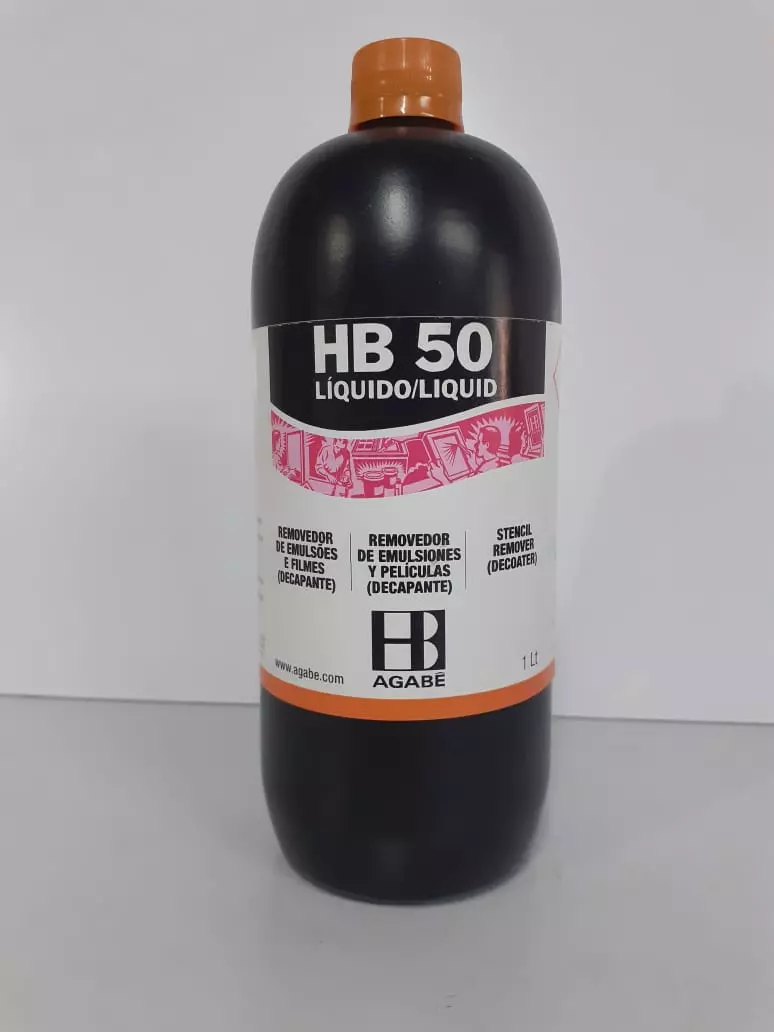 HB 50
LÍQUIDO/LIQUID
REMOVEDOR
DE EMULSÕES
E FILMES
(DECAPANTE)
REMOVEDOR
DE EMULSIONES
Y PELÍCULAS
(DECAPANTE)
STENCIL
REMOVER
(DECOATER)
HB
AGABÊ
www.agabe.com
1 Lt